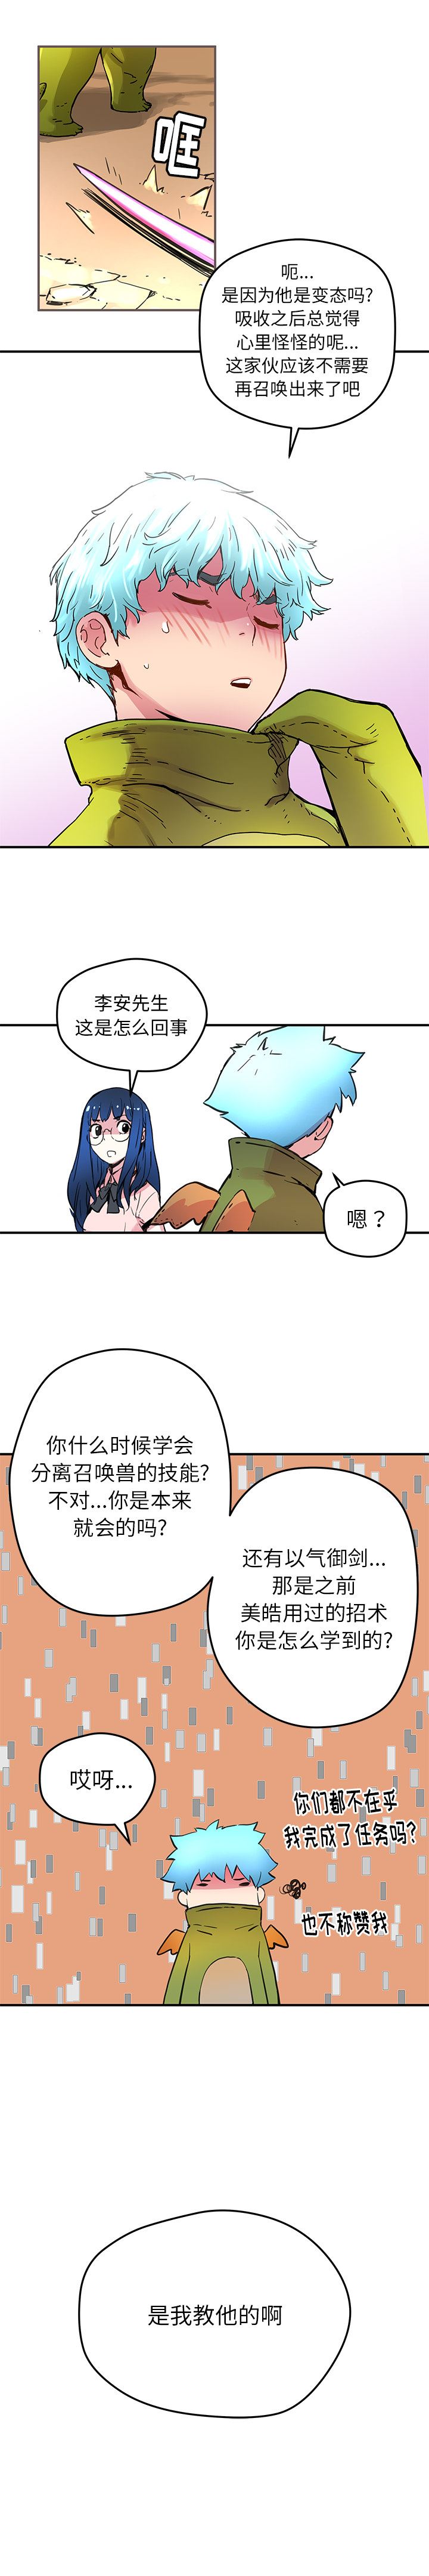 哐
呃...
是因为他是变态吗?
吸收之后总觉得
心里怪怪的呢...
这家伙应该不需要
再召唤出来了吧
李安先生
这是怎么回事
嗯？
你什么时候学会
分离召唤兽的技能?
不对...你是本来
就会的吗?
还有以气御剑...
那是之前
美皓用过的招术
你是怎么学到的?
哎呀...
你们都不在乎
我完成了任务吗?
也不称赞我
是我教他的啊